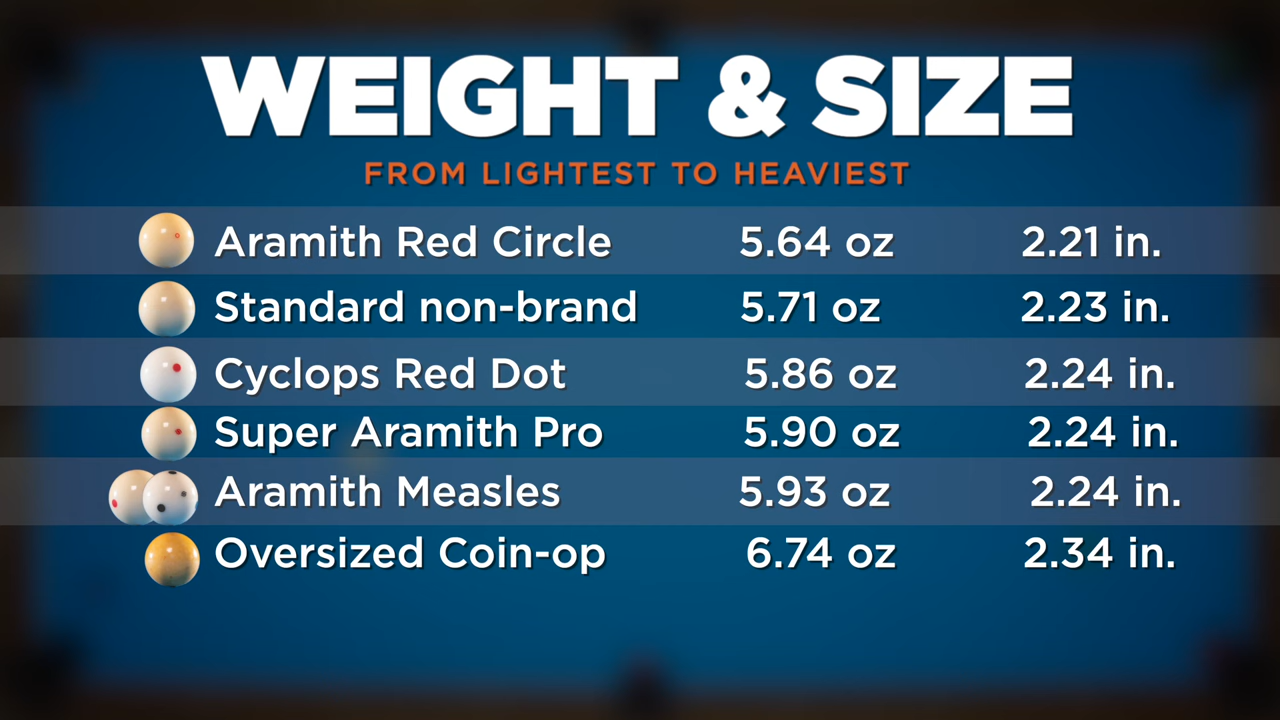 WEIGHT & SIZE
FROM LIGHTEST TO HEAVIEST
Aramith Red Circle 5.64 oz 2.21 in.
Standard non-brand 5.71 oz 2.23 in.
Cyclops Red Dot 5.86 oz 2.24 in.
Super Aramith Pro 5.90 oz 2.24 in.
Aramith Measles 5.93 oz 2.24 in.
Oversized Coin-op 6.74 oz 2.34 in.